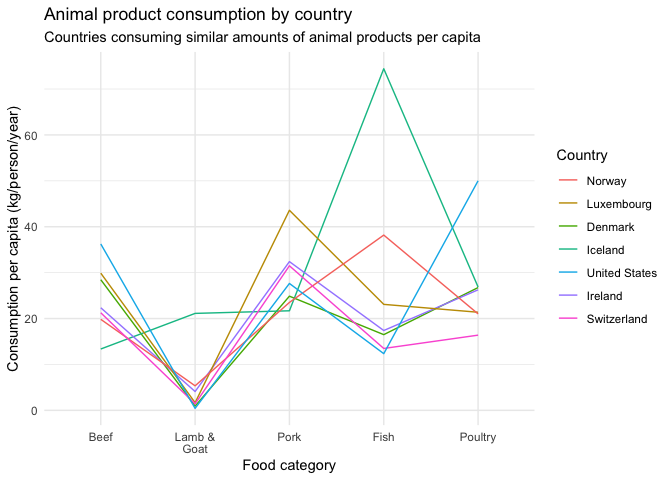 Animal product consumption by country
Countries consuming similar amounts of animal products per capita
Consumption per capita (kg/person/year)
60
40
20
0
Beef
Lamb &
Goat
Pork
Fish
Poultry
Food category
Country
Norway
Luxembourg
Denmark
Iceland
United States
Ireland
Switzerland